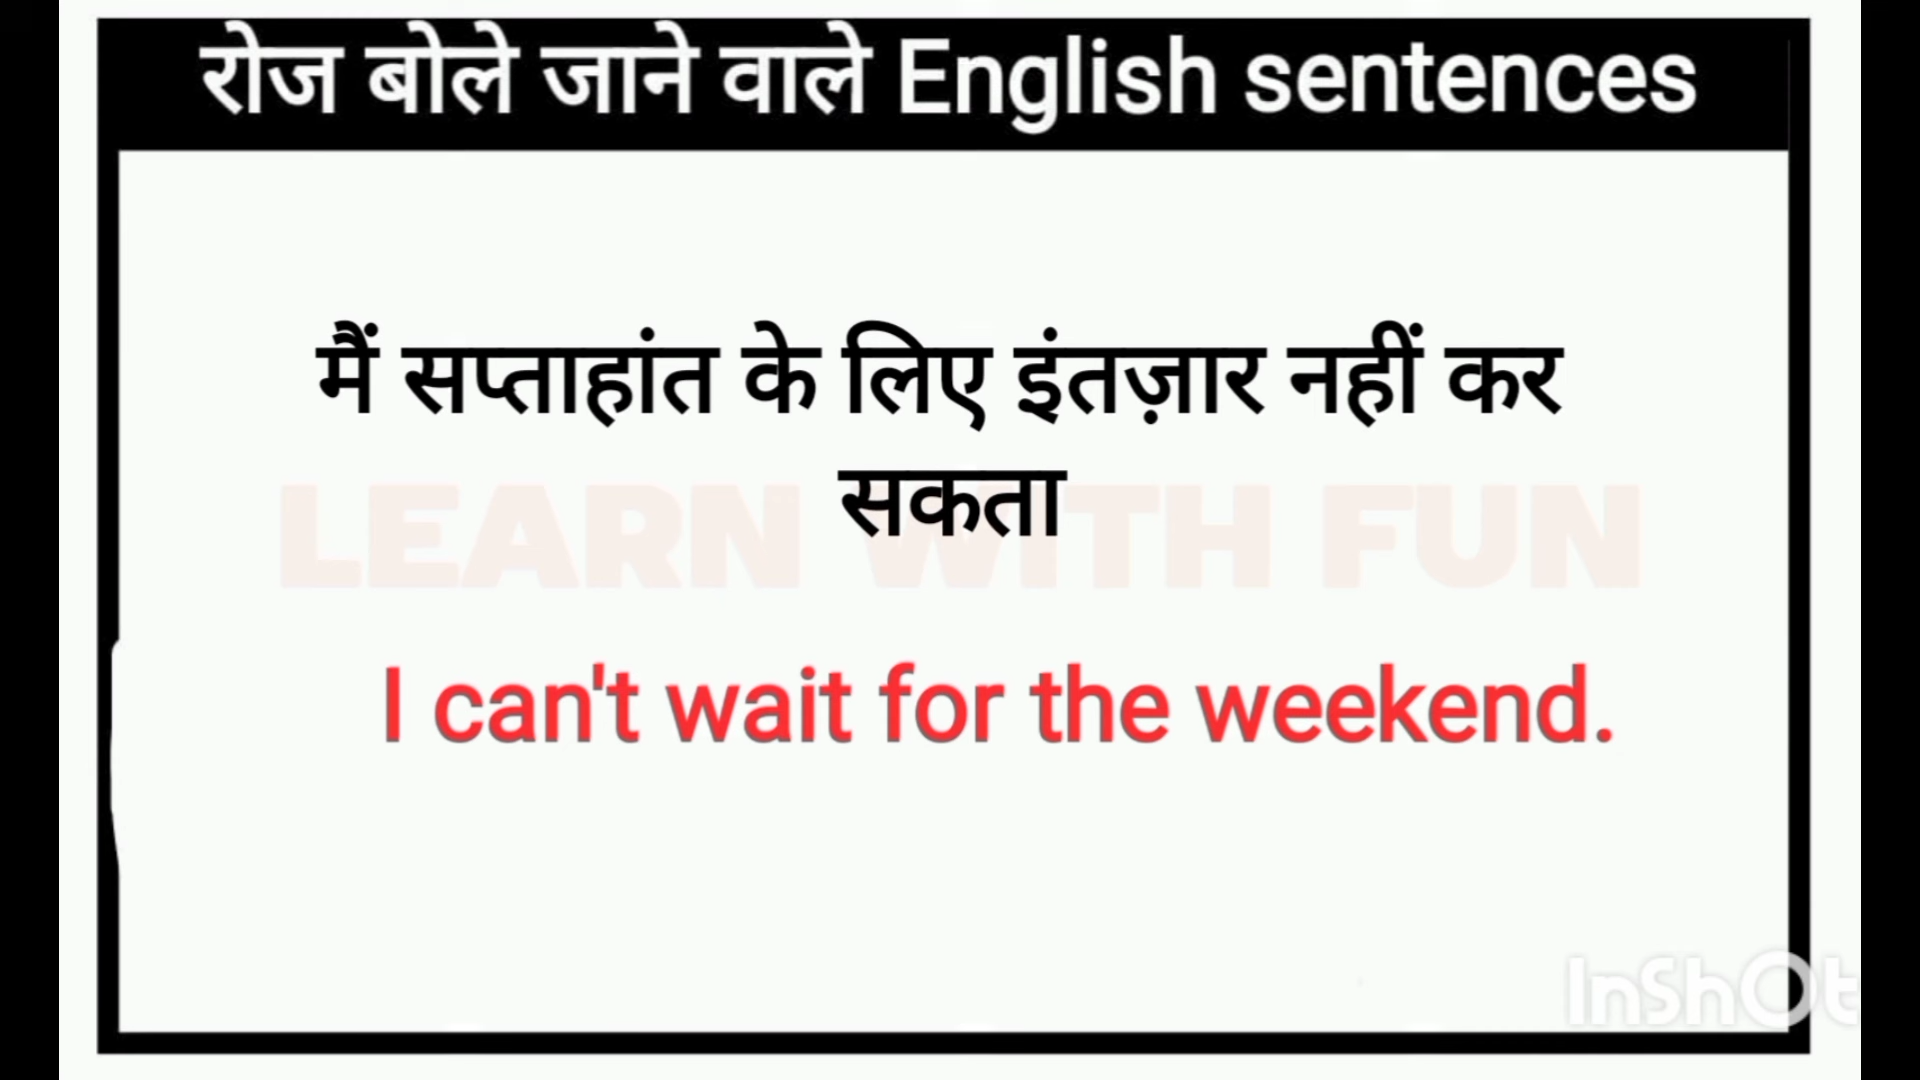 रोज बोले जाने वाले English sentences
मैं सप्ताहांत के लिए इंतज़ार नहीं कर
सकता
LEARN WITH FUN
I can't wait for the weekend.
InShOt